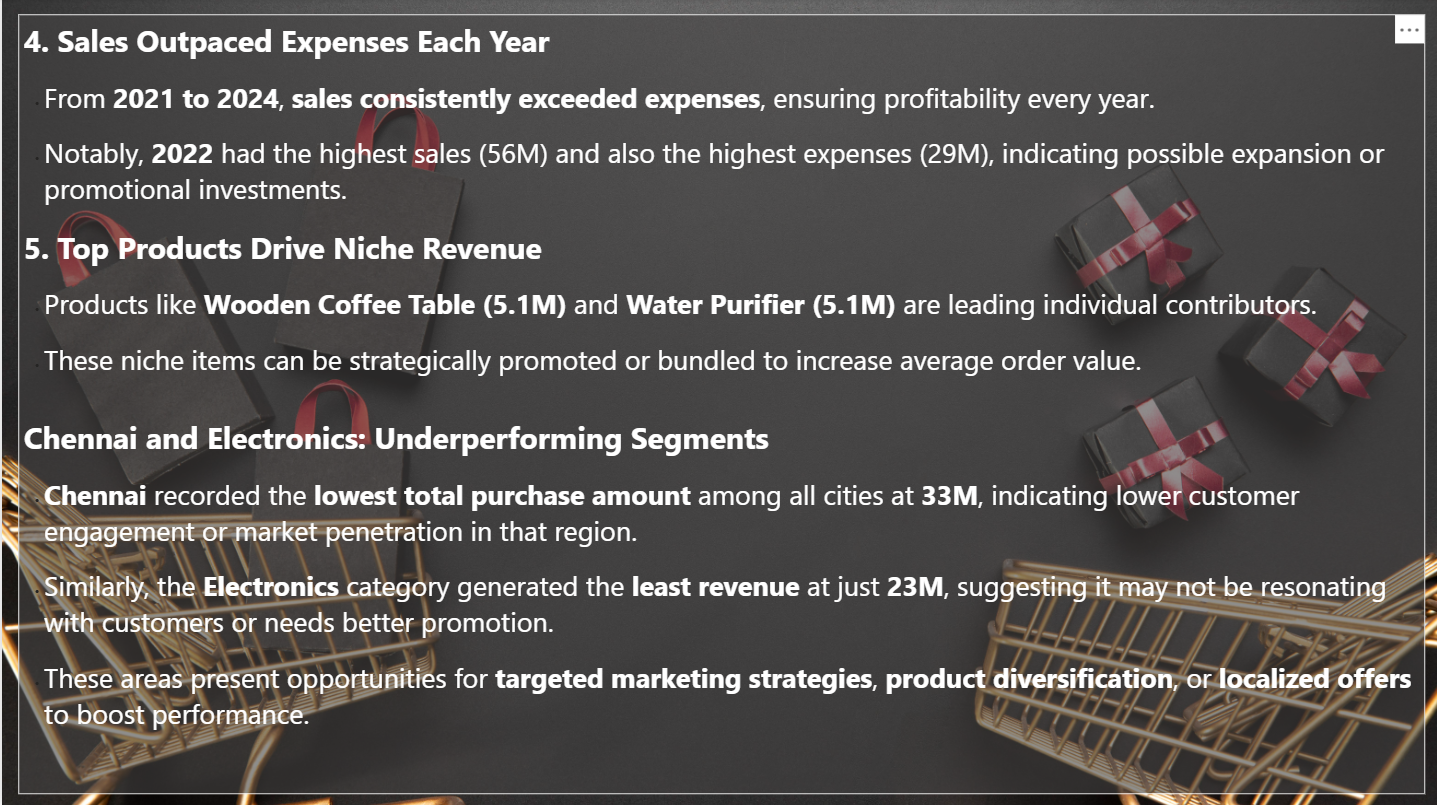 4. Sales Outpaced Expenses Each Year
From 2021 to 2024, sales consistently exceeded expenses, ensuring profitability every year.
Notably, 2022 had the highest sales (56M) and also the highest expenses (29M), indicating possible expansion or
promotional investments.
5. Top Products Drive Niche Revenue
Products like Wooden Coffee Table (5.1M) and Water Purifier (5.1M) are leading individual contributors.
These niche items can be strategically promoted or bundled to increase average order value.
Chennai and Electronics: Underperforming Segments
Chennai recorded the lowest total purchase amount among all cities at 33M, indicating lower customer
engagement or market penetration in that region.
Similarly, the Electronics category generated the least revenue at just 23M, suggesting it may not be resonating
with customers or needs better promotion.
These areas present opportunities for targeted marketing strategies, product diversification, or localized offers
to boost performance.